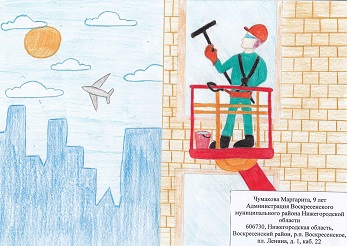 Чумакова Маргарита, 9 лет
Администрация Воскресенского
муниципального района Нижегородской
области
606730, Нижегородская область,
Воскресенский район, р.п. Воскресенское,
пл. Ленина, д. 1, каб. 22